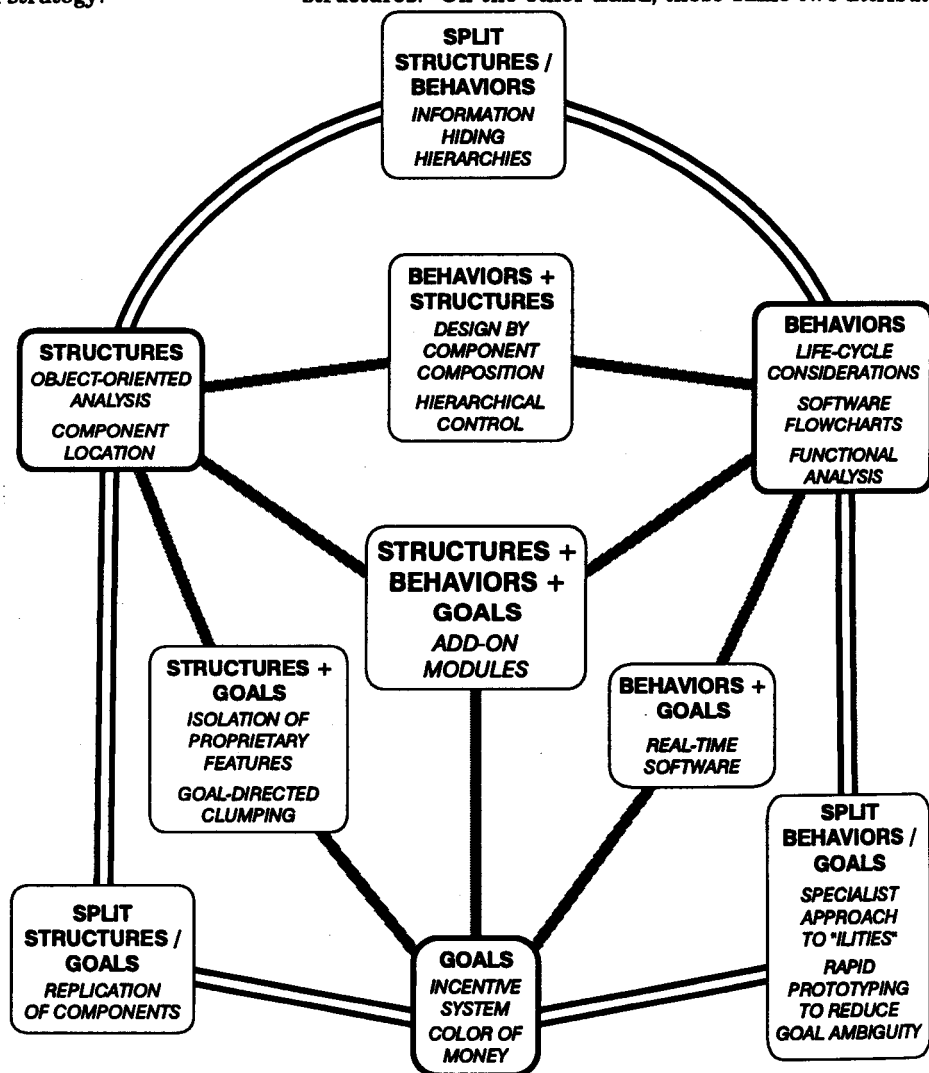 strategy.
structures. On the other hand, these same two attribut
SPLIT
STRUCTURES /
BEHAVIORS
INFORMATION
HIDING
HIERARCHIES
BEHAVIORS +
STRUCTURES
DESIGN BY
COMPONENT
COMPOSITION
HIERARCHICAL
CONTROL
STRUCTURES
OBJECT-ORIENTED
ANALYSIS
COMPONENT
LOCATION
BEHAVIORS
LIFE-CYCLE
CONSIDERATIONS
SOFTWARE
FLOWCHARTS
FUNCTIONAL
ANALYSIS
STRUCTURES +
BEHAVIORS +
GOALS
ADD-ON
MODULES
STRUCTURES +
GOALS
ISOLATION OF
PROPRIETARY
FEATURES
GOAL-DIRECTED
CLUMPING
BEHAVIORS +
GOALS
REAL-TIME
SOFTWARE
SPLIT
STRUCTURES /
GOALS
REPLICATION
OF COMPONENTS
GOALS
INCENTIVE
SYSTEM
COLOR OF
MONEY
SPLIT
BEHAVIORS /
GOALS
SPECIALIST
APPROACH
TO "ILITIES"
RAPID
PROTOTYPING
TO REDUCE
GOAL AMBIGUITY